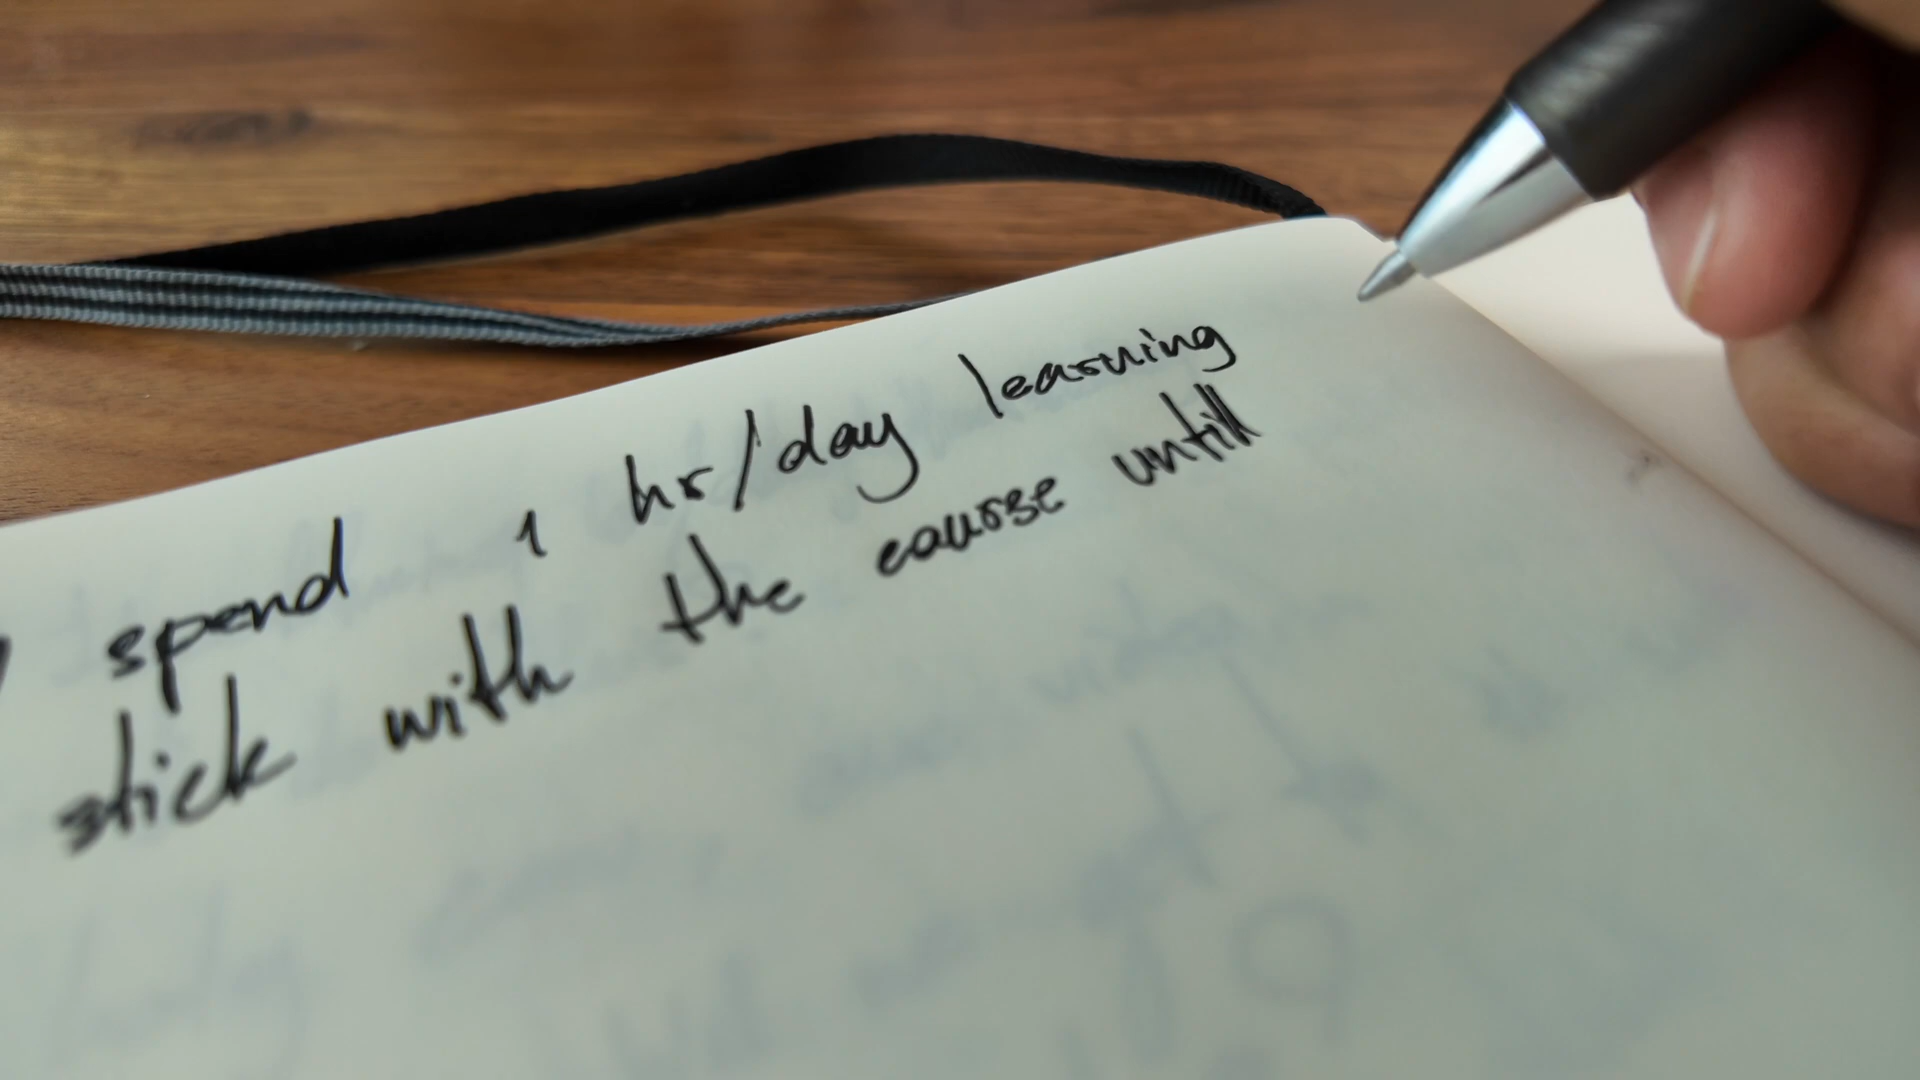 spend 1 hr/day learning
stick with the course untill